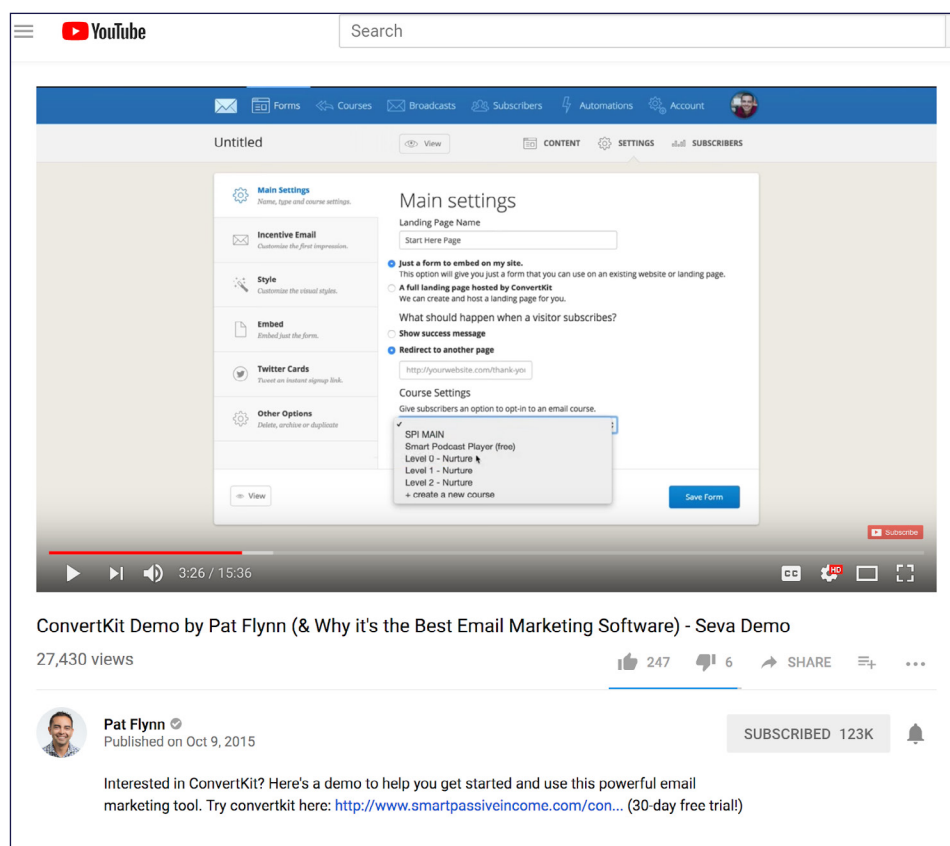 YouTube
Search
Forms
Courses
Broadcasts
Subscribers
Automations
Account
Untitled
View
CONTENT
SETTINGS
SUBSCRIBERS
Main Settings
Name, type and course settings.
Incentive Email
Customize the first impression.
Style
Customize the visual styles.
Embed
Embed just the form.
Twitter Cards
Tweet an instant signup link.
Other Options
Delete, archive or duplicate
View
Main settings
Landing Page Name
Start Here Page
Just a form to embed on my site.
This option will give you just a form that you can use on an existing website or landing page.
A full landing page hosted by ConvertKit
We can create and host a landing page for you.
What should happen when a visitor subscribes?
Show success message
Redirect to another page
http://yourwebsite.com/thank-you
Course Settings
Give subscribers an option to opt-in to an email course.
SPI MAIN
Smart Podcast Player (free)
Level 0 - Nurture
Level 1 - Nurture
Level 2 - Nurture
+ create a new course
Save Form
Subscribe
3:26 / 15:36
CC
HD
ConvertKit Demo by Pat Flynn (& Why it's the Best Email Marketing Software) - Seva Demo
27,430 views
247
6
SHARE
Pat Flynn
Published on Oct 9, 2015
SUBSCRIBED 123K
Interested in ConvertKit? Here's a demo to help you get started and use this powerful email
marketing tool. Try convertkit here: http://www.smartpassiveincome.com/con... (30-day free trial!)